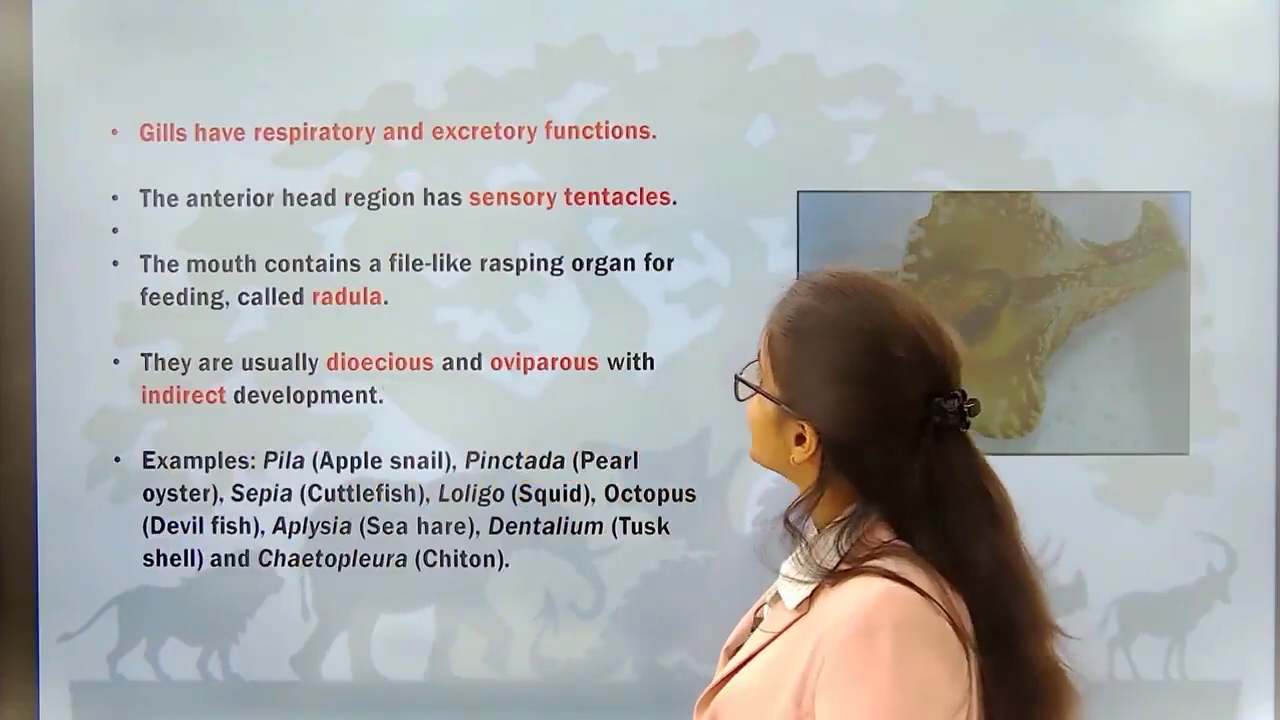 • Gills have respiratory and excretory functions.
• The anterior head region has sensory tentacles.
•
• The mouth contains a file-like rasping organ for
feeding, called radula.
• They are usually dioecious and oviparous with
indirect development.
• Examples: Pila (Apple snail), Pinctada (Pearl
oyster), Sepia (Cuttlefish), Loligo (Squid), Octopus
(Devil fish), Aplysia (Sea hare), Dentalium (Tusk
shell) and Chaetopleura (Chiton).